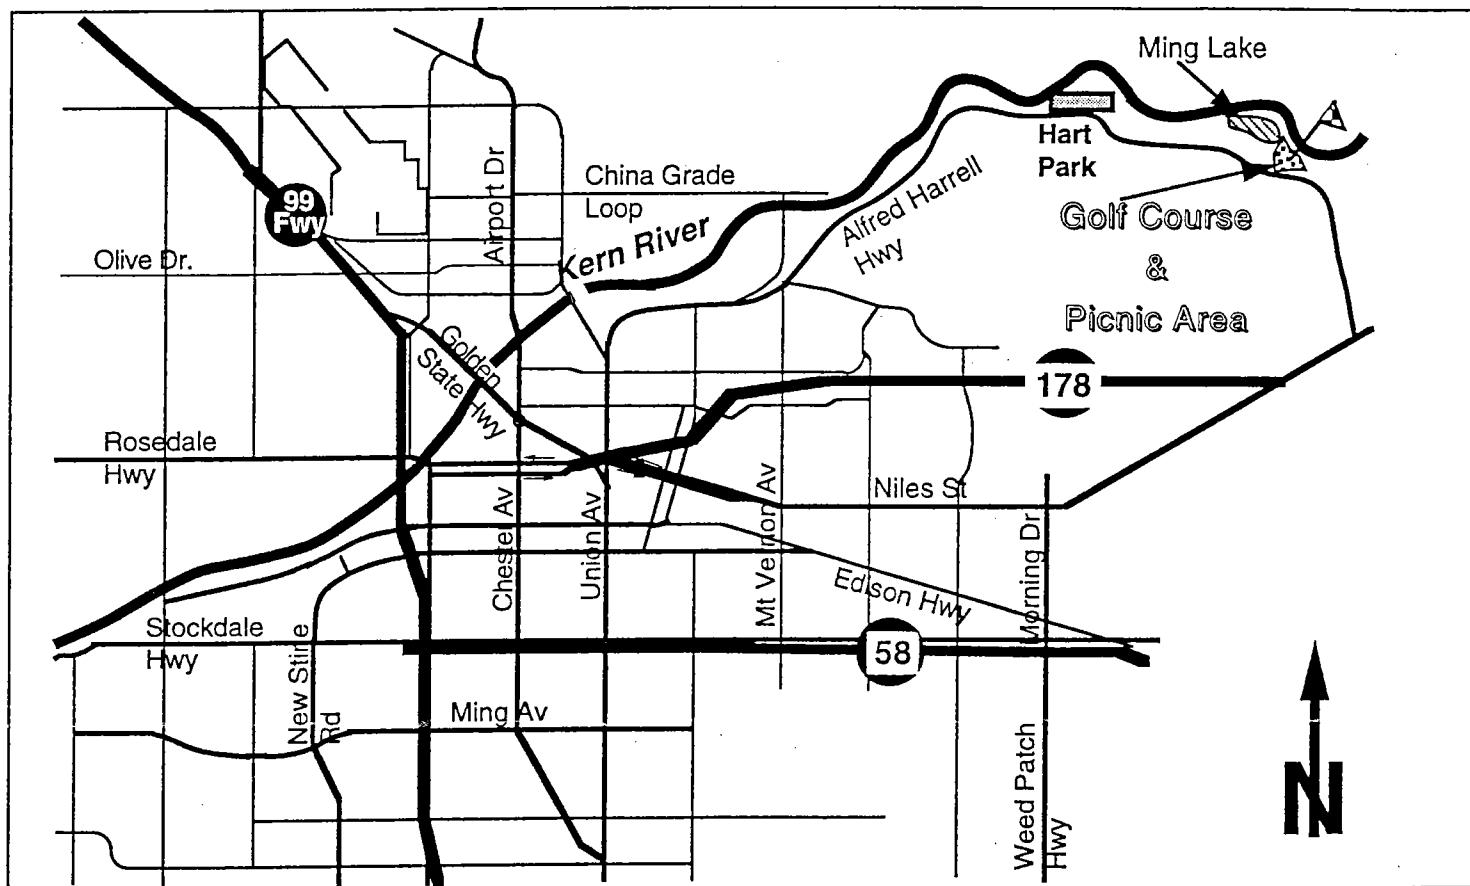 Ming Lake
Hart
Park
Golf Course
&
Picnic Area
China Grade
Loop
Airport Dr
Kern River
Alfred Harrell
Hwy
99
Fwy
Olive Dr.
Golden
State Hwy
178
Rosedale
Hwy
Niles St
Chester Av
Union Av
Mt Vernon Av
Morning Dr
Edison Hwy
Stockdale
Hwy
58
New Stine
Rd
Ming Av
Weed Patch
Hwy
N